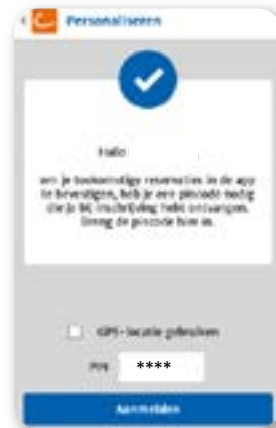 Personaliseren
Hallo
om je toekomstige reservaties in de app
te bevestigen, heb je een pincode nodig
die je bij inschrijving hebt ontvangen.
Breng de pincode hier in.
GPS-locatie gebruiken
PIN ****
Aanmelden